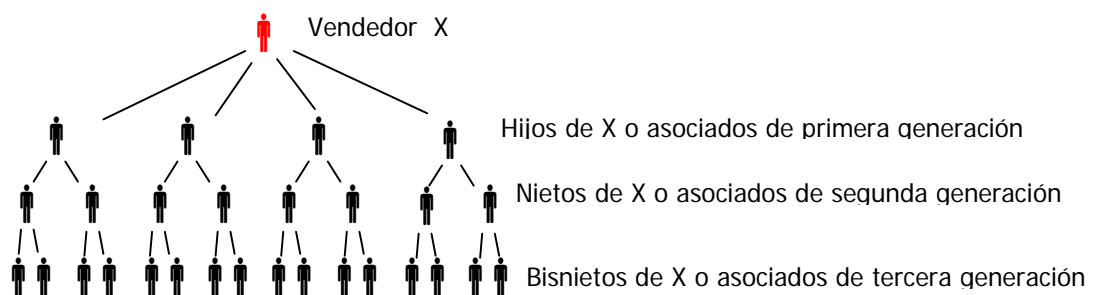 Vendedor X
Hijos de X o asociados de primera generación
Nietos de X o asociados de segunda generación
Bisnietos de X o asociados de tercera generación